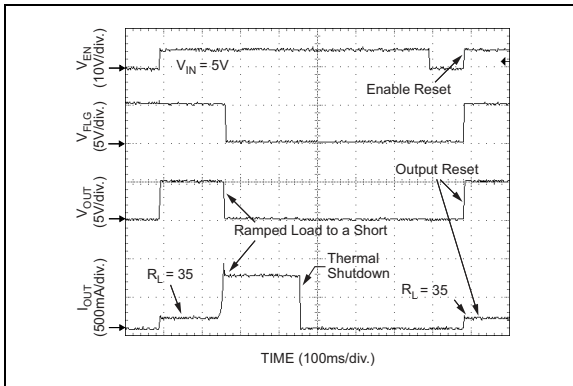 V_EN
(10V/div.)
V_IN = 5V
Enable Reset
V_FLG
(5V/div.)
V_OUT
(5V/div.)
Output Reset
Ramped Load to a Short
Thermal
Shutdown
I_OUT
(500mA/div.)
R_L = 35
R_L = 35
TIME (100ms/div.)